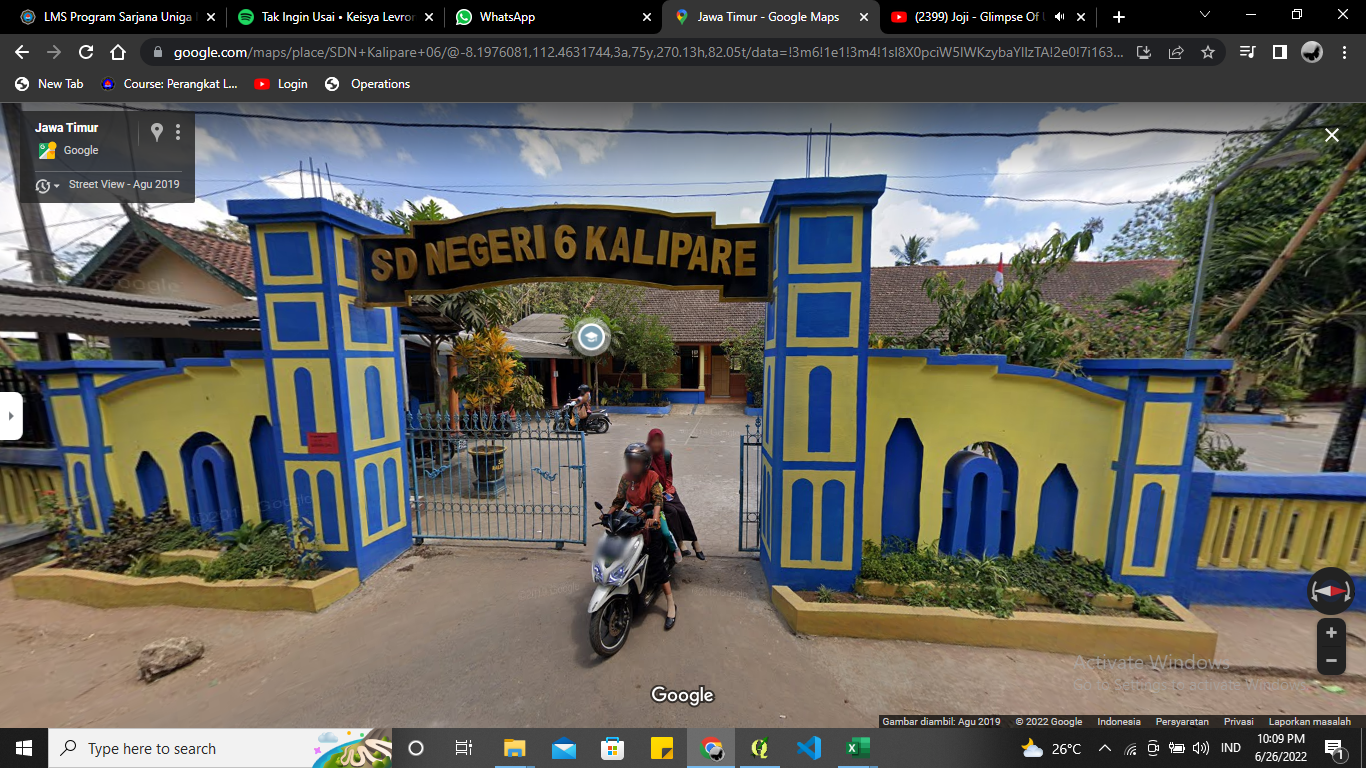 LMS Program Sarjana Uniga
Tak Ingin Usai • Keisya Levron
WhatsApp
Jawa Timur - Google Maps
(2399) Joji - Glimpse Of
google.com/maps/place/SDN+Kalipare+06/@-8.1976081,112.4631744,3a,75y,270.13h,82.05t/data=!3m6!1e1!3m4!1sI8X0pciW5IWKzybaYIIzTA!2e0!7i163...
New Tab
Course: Perangkat L...
Login
Operations
Jawa Timur
Google
Street View - Agu 2019
SD NEGERI 6 KALIPARE
Activate Windows
Google
Gambar diambil: Agu 2019
© 2022 Google
Indonesia
Persyaratan
Privasi
Laporkan masalah
Type here to search
26°C
IND
10:09 PM
6/26/2022
1